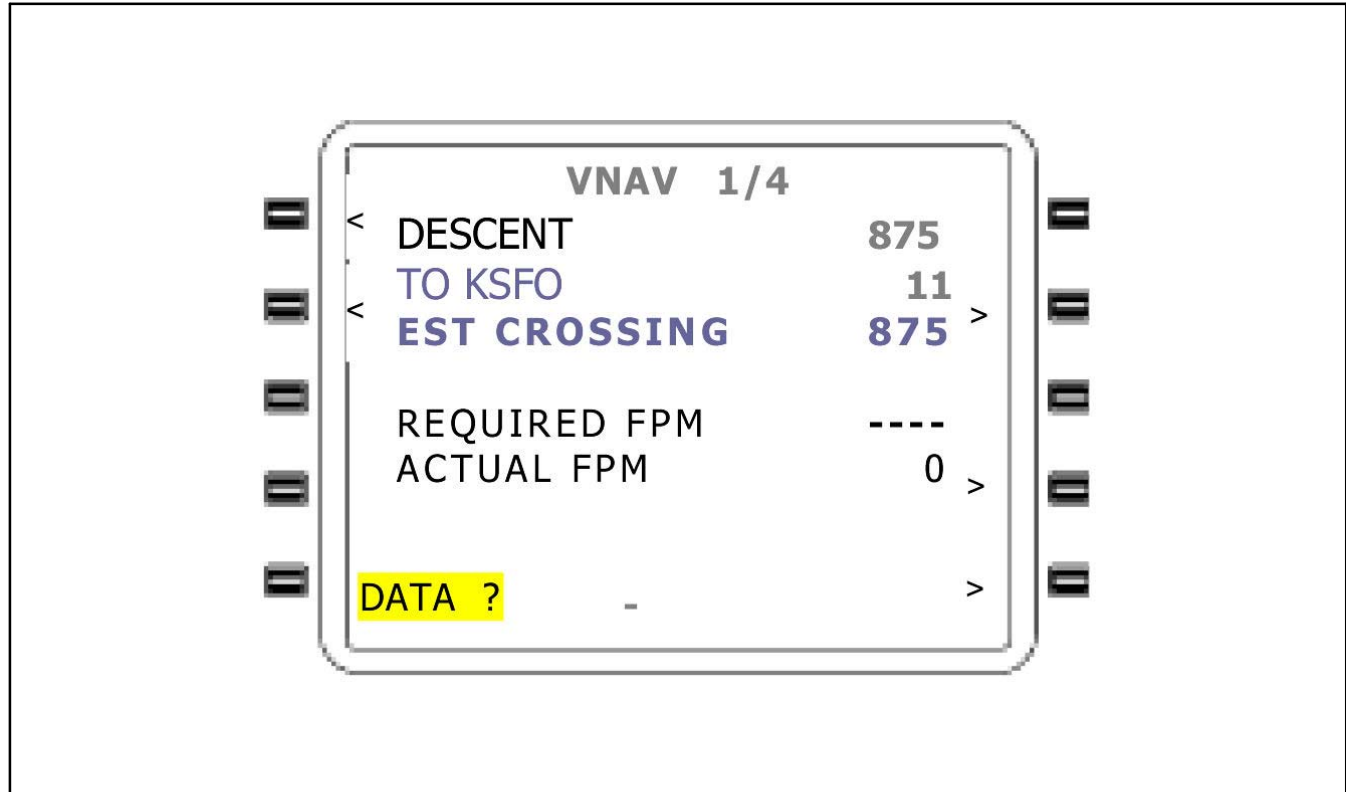 VNAV 1/4
< DESCENT 875
TO KSFO 11
< EST CROSSING 875 >
REQUIRED FPM ----
ACTUAL FPM 0 >
DATA ? - >